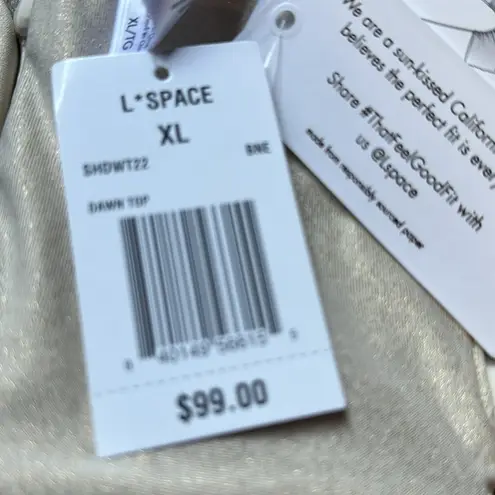 XL/TG
L*SPACE
XL
SHDWT22 BNE
DAWN TOP
$99.00
We are a sun-kissed Californ
believes the perfect fit is ever
Share #ThatFeelGoodFit with
us @Lspace
made from responsibly sourced paper